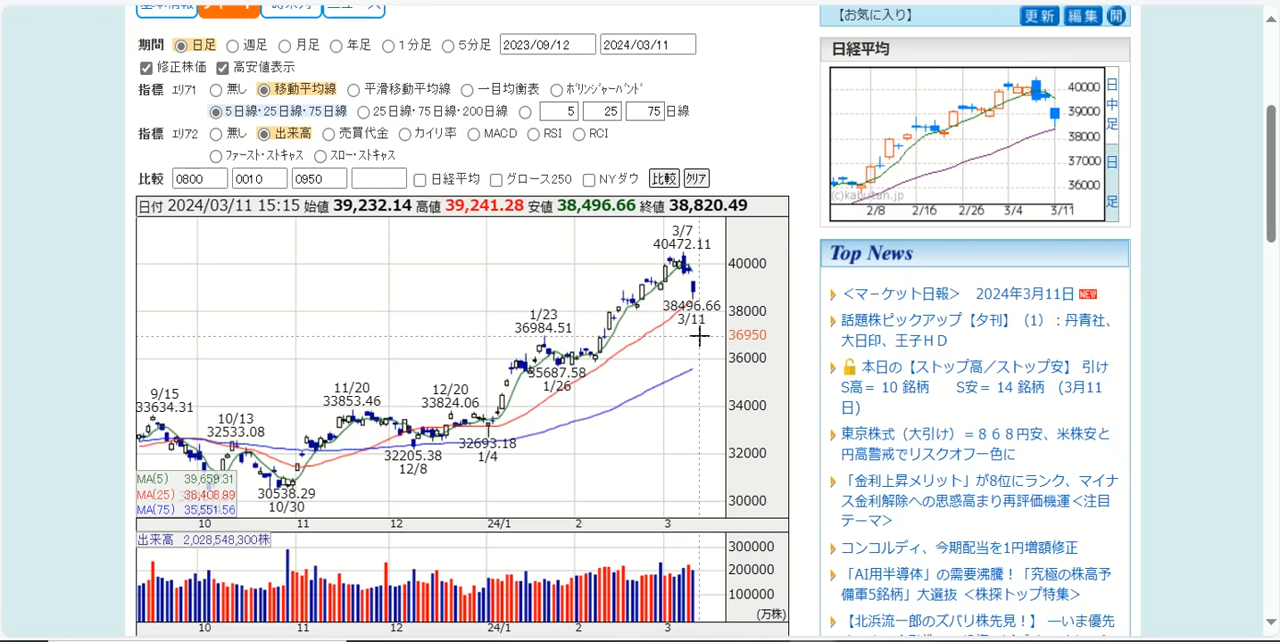 基本情報 チャート 時系列 ニュース
期間 日足 週足 月足 年足 1分足 5分足 2023/09/12 2024/03/11
修正株価 高安値表示
指標 ｴﾘｱ1 無し 移動平均線 平滑移動平均線 一目均衡表 ﾎﾞﾘﾝｼﾞｬｰﾊﾞﾝﾄﾞ
5日線･25日線･75日線 25日線･75日線･200日線 5 25 75 日線
指標 ｴﾘｱ2 無し 出来高 売買代金 カイリ率 MACD RSI RCI
ﾌｧｰｽﾄ･ｽﾄｷｬｽ ｽﾛｰ･ｽﾄｷｬｽ
比較 0800 0010 0950 日経平均 グロース250 NYダウ 比較 ｸﾘｱ
日付 2024/03/11 15:15 始値 39,232.14 高値 39,241.28 安値 38,496.66 終値 38,820.49
3/7
40472.11
40000
38496.66
3/11
38000
36950
1/23
36984.51
36000
35687.58
1/26
11/20
33853.46
12/20
33824.06
34000
9/15
33634.31
10/13
32533.08
32693.18
1/4
32205.38
12/8
32000
30538.29
10/30
30000
MA(5) 39,659.31
MA(25) 38,408.99
MA(75) 35,551.56
10 11 12 24/1 2 3
出来高 2,028,548,300株
300000
200000
100000
(万株)
10 11 12 24/1 2 3
【お気に入り】 更新 編集 開
日経平均
40000
39000
38000
37000
36000
(c)kabutan.jp
2/8 2/16 2/26 3/4 3/11
日中足
日足
Top News
＜マーケット日報＞ 2024年3月11日 NEW
話題株ピックアップ【夕刊】（1）：丹青社、
大日印、王子ＨＤ
本日の【ストップ高／ストップ安】 引け
S高＝ 10 銘柄 S安＝ 14 銘柄 (3月11
日)
東京株式（大引け）＝８６８円安、米株安と
円高警戒でリスクオフ一色に
「金利上昇メリット」が8位にランク、マイナ
ス金利解除への思惑高まり再評価機運＜注目
テーマ＞
コンコルディ、今期配当を1円増額修正
「AI用半導体」の需要沸騰！「究極の株高予
備軍5銘柄」大選抜 ＜株探トップ特集＞
【北浜流一郎のズバリ株先見！】 ―いま優先